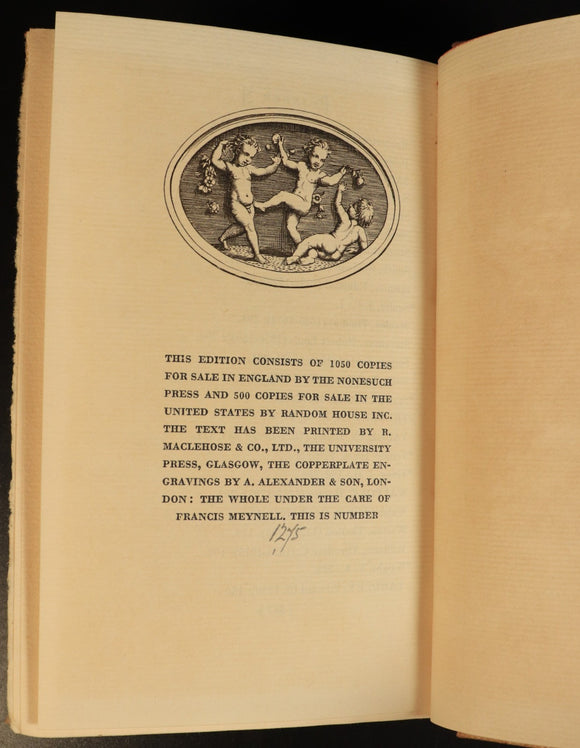 THIS EDITION CONSISTS OF 1050 COPIES
FOR SALE IN ENGLAND BY THE NONESUCH
PRESS AND 500 COPIES FOR SALE IN THE
UNITED STATES BY RANDOM HOUSE INC.
THE TEXT HAS BEEN PRINTED BY R.
MACLEHOSE & CO., LTD., THE UNIVERSITY
PRESS, GLASGOW, THE COPPERPLATE EN-
GRAVINGS BY A. ALEXANDER & SON, LON-
DON: THE WHOLE UNDER THE CARE OF
FRANCIS MEYNELL. THIS IS NUMBER
1275